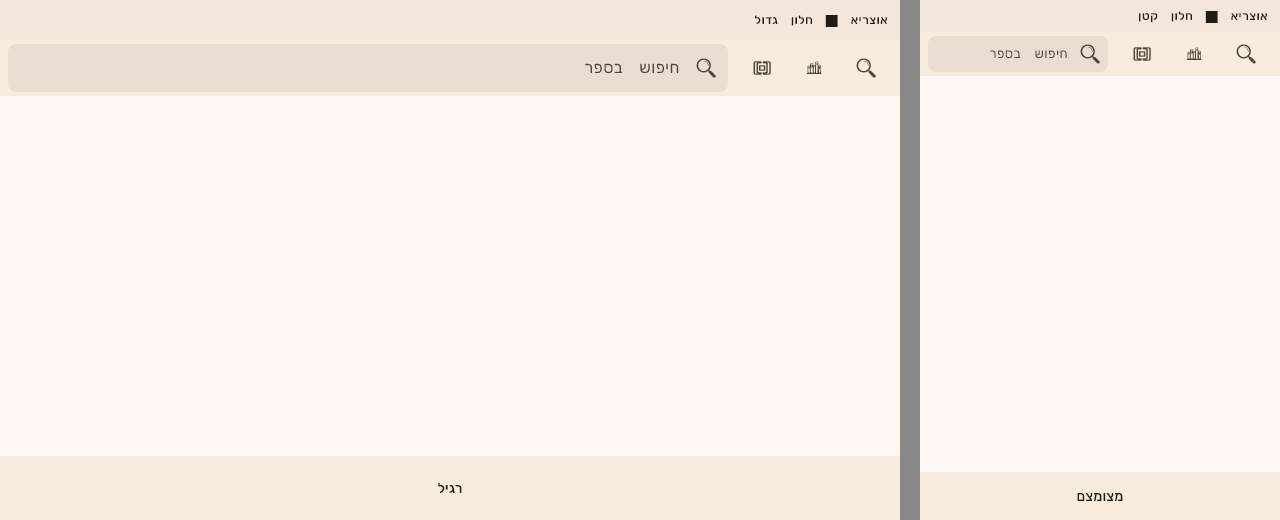 אוצריא ■ חלון גדול
חיפוש בספר
רגיל
אוצריא ■ חלון קטן
חיפוש בספר
מצומצם